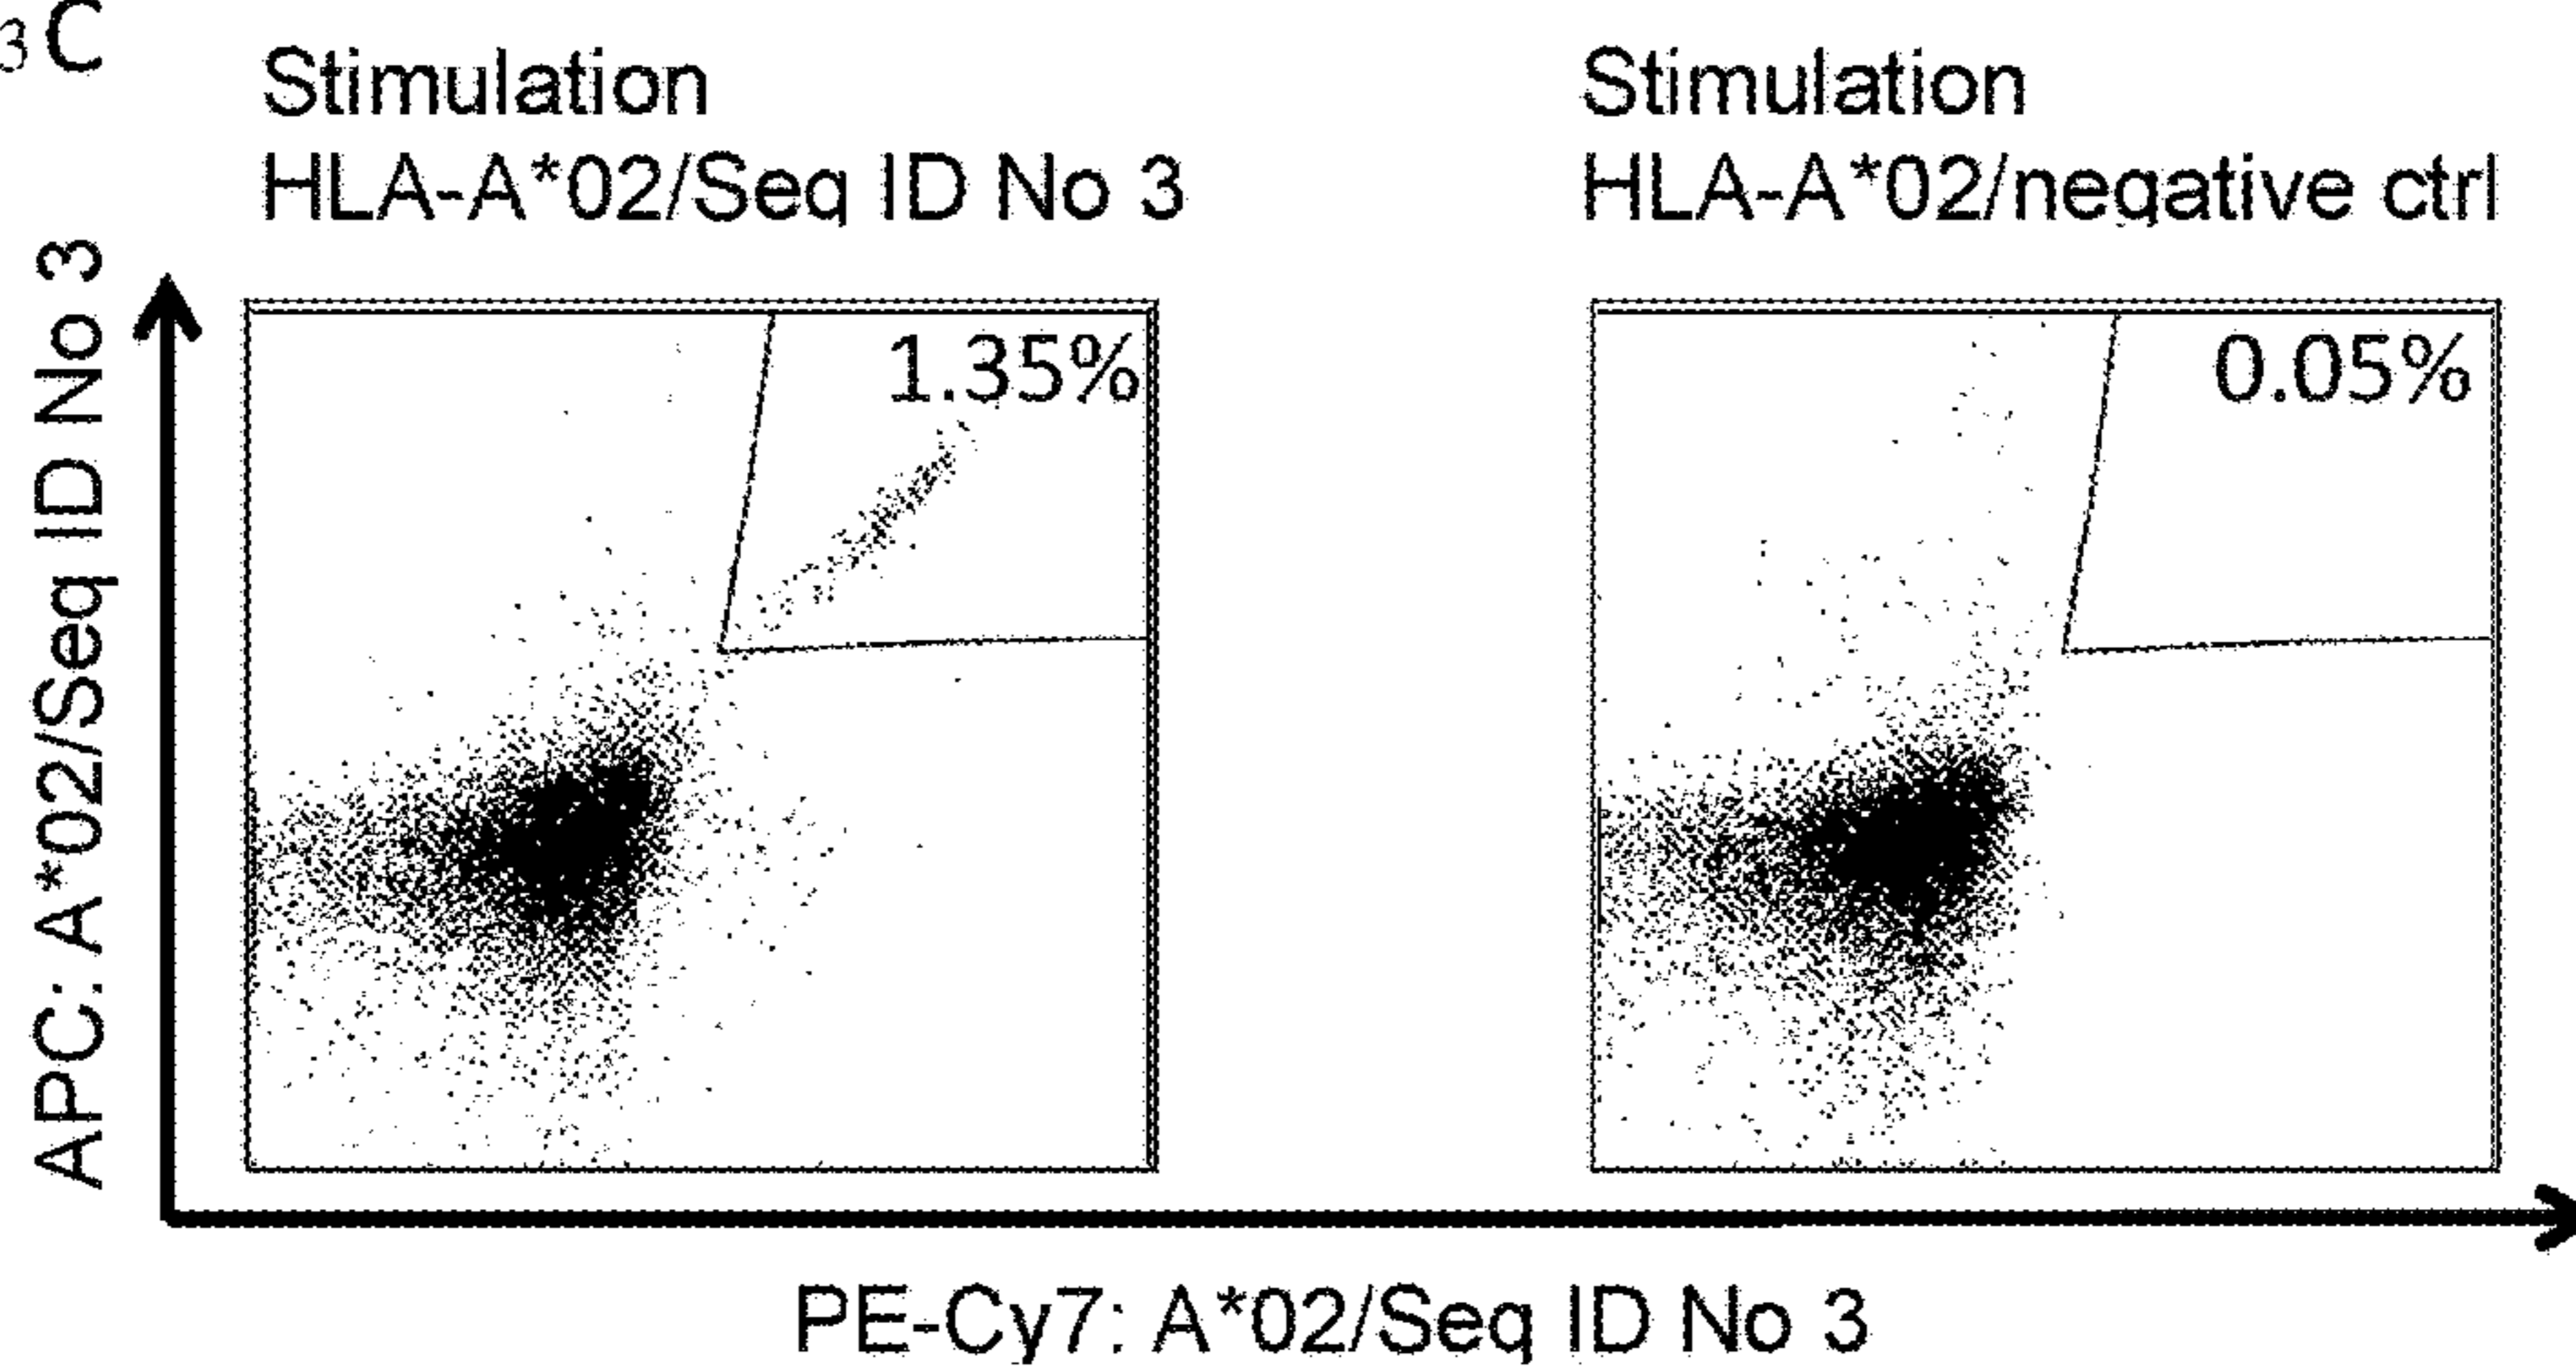 3C
Stimulation
HLA-A*02/Seq ID No 3
Stimulation
HLA-A*02/negative ctrl
APC: A*02/Seq ID No 3
1.35%
0.05%
PE-Cy7: A*02/Seq ID No 3